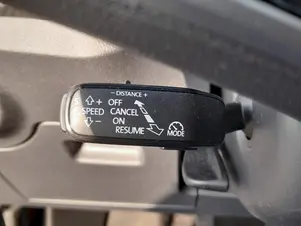 - DISTANCE +
+ OFF
SPEED CANCEL
- ON
RESUME
MODE